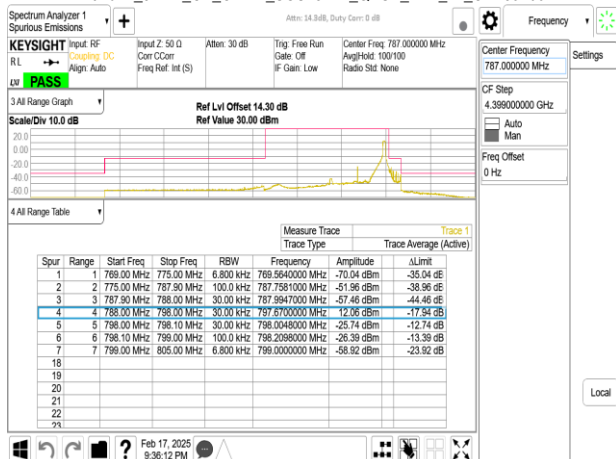 Spectrum Analyzer 1
Spurious Emissions
Attn: 14.3dB, Duty Corr: 0 dB
Frequency
KEYSIGHT
RL
PASS
Input: RF
Coupling: DC
Align: Auto
Input Z: 50 Ω
Corr CCorr
Freq Ref: Int (S)
Atten: 30 dB
Trig: Free Run
Gate: Off
IF Gain: Low
Center Freq: 787.000000 MHz
Avg|Hold: 100/100
Radio Std: None
Center Frequency
787.000000 MHz
Settings
CF Step
4.399000000 GHz
Auto
Man
Freq Offset
0 Hz
3 All Range Graph
Scale/Div 10.0 dB
Ref Lvl Offset 14.30 dB
Ref Value 30.00 dBm
20.0
0.00
-20.0
-40.0
-60.0
4 All Range Table
Measure Trace Trace 1
Trace Type Trace Average (Active)
Spur Range Start Freq Stop Freq RBW Frequency Amplitude ΔLimit
1 1 769.00 MHz 775.00 MHz 6.800 kHz 769.5640000 MHz -70.04 dBm -35.04 dB
2 2 775.00 MHz 787.90 MHz 100.0 kHz 787.7581000 MHz -51.96 dBm -38.96 dB
3 3 787.90 MHz 788.00 MHz 30.00 kHz 787.9947000 MHz -57.46 dBm -44.46 dB
4 4 788.00 MHz 798.00 MHz 30.00 kHz 797.6700000 MHz 12.06 dBm -17.94 dB
5 5 798.00 MHz 798.10 MHz 30.00 kHz 798.0048000 MHz -25.74 dBm -12.74 dB
6 6 798.10 MHz 799.00 MHz 100.0 kHz 798.2098000 MHz -26.39 dBm -13.39 dB
7 7 799.00 MHz 805.00 MHz 6.800 kHz 799.0000000 MHz -58.92 dBm -23.92 dB
18
19
20
21
22
23
Local
Feb 17, 2025
9:36:12 PM